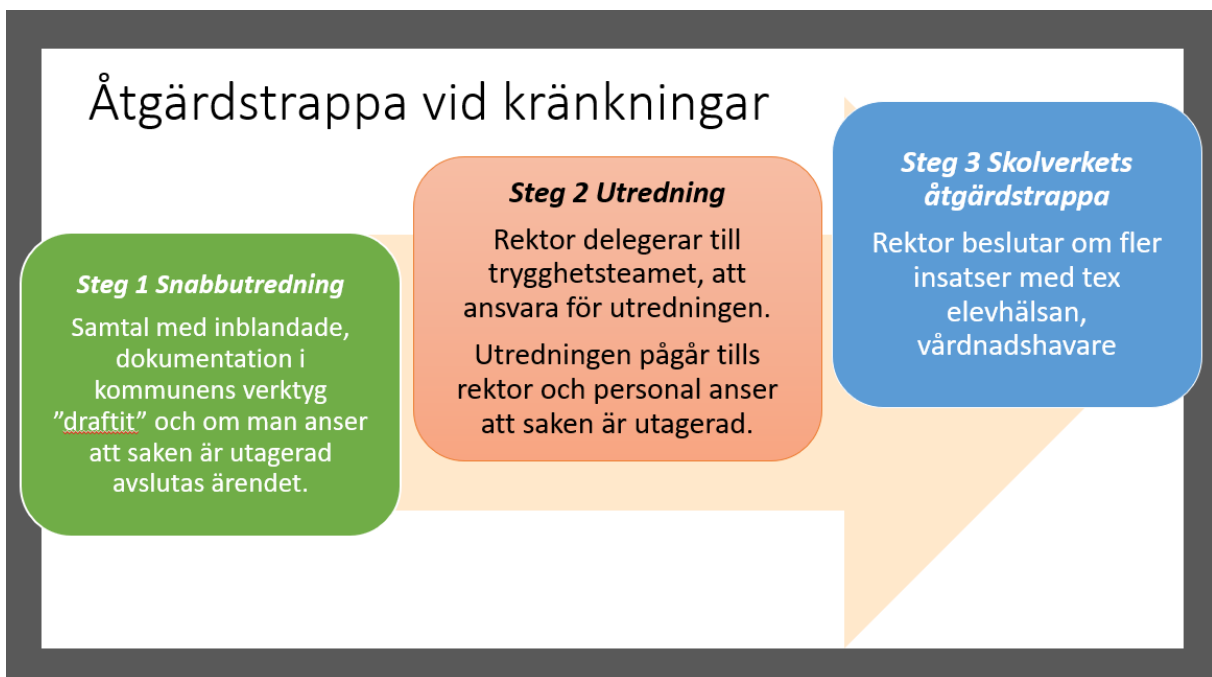 Åtgärdstrappa vid kränkningar
Steg 1 Snabbutredning
Samtal med inblandade,
dokumentation i
kommunens verktyg
”draftit” och om man anser
att saken är utagerad
avslutas ärendet.
Steg 2 Utredning
Rektor delegerar till
trygghetsteamet, att
ansvara för utredningen.
Utredningen pågår tills
rektor och personal anser
att saken är utagerad.
Steg 3 Skolverkets
åtgärdstrappa
Rektor beslutar om fler
insatser med tex
elevhälsan,
vårdnadshavare